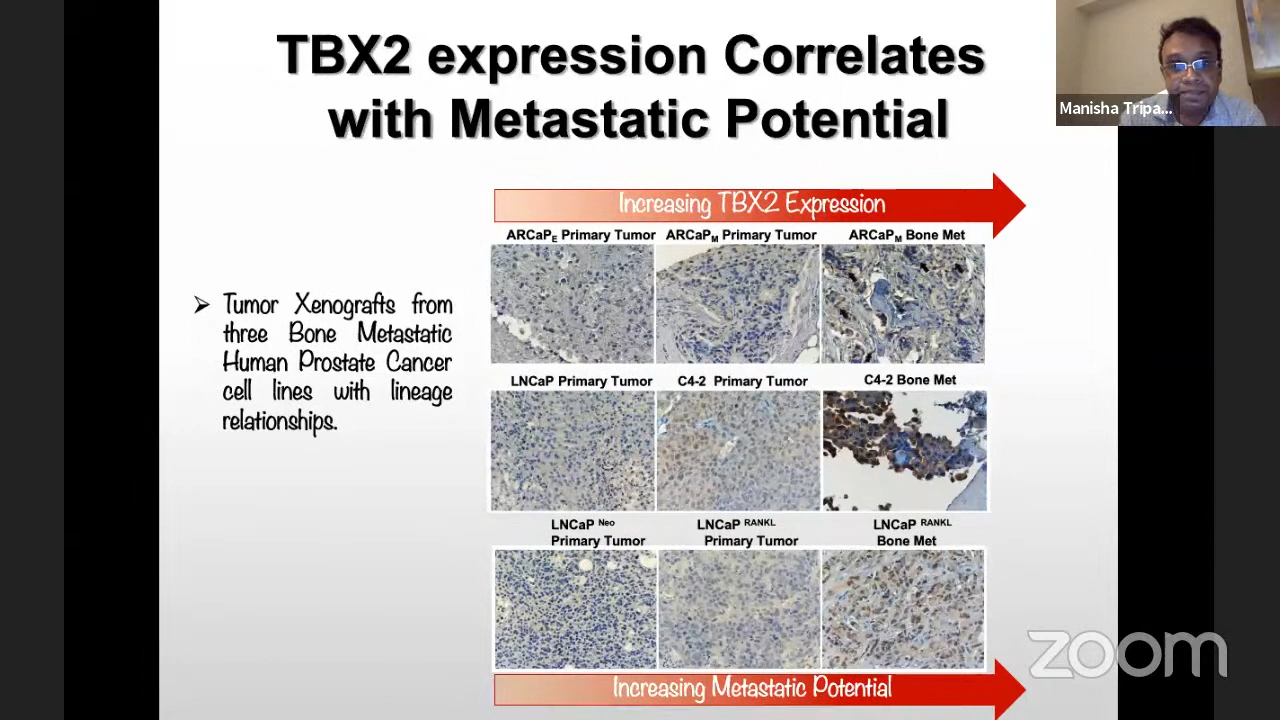 TBX2 expression Correlates
with Metastatic Potential
Manisha Tripa...
Increasing TBX2 Expression
ARCaPE Primary Tumor ARCaPM Primary Tumor ARCaPM Bone Met
➢ Tumor Xenografts from
three Bone Metastatic
Human Prostate Cancer
cell lines with lineage
relationships.
LNCaP Primary Tumor C4-2 Primary Tumor C4-2 Bone Met
LNCaP Neo LNCaP RANKL LNCaP RANKL
Primary Tumor Primary Tumor Bone Met
Increasing Metastatic Potential
zoom